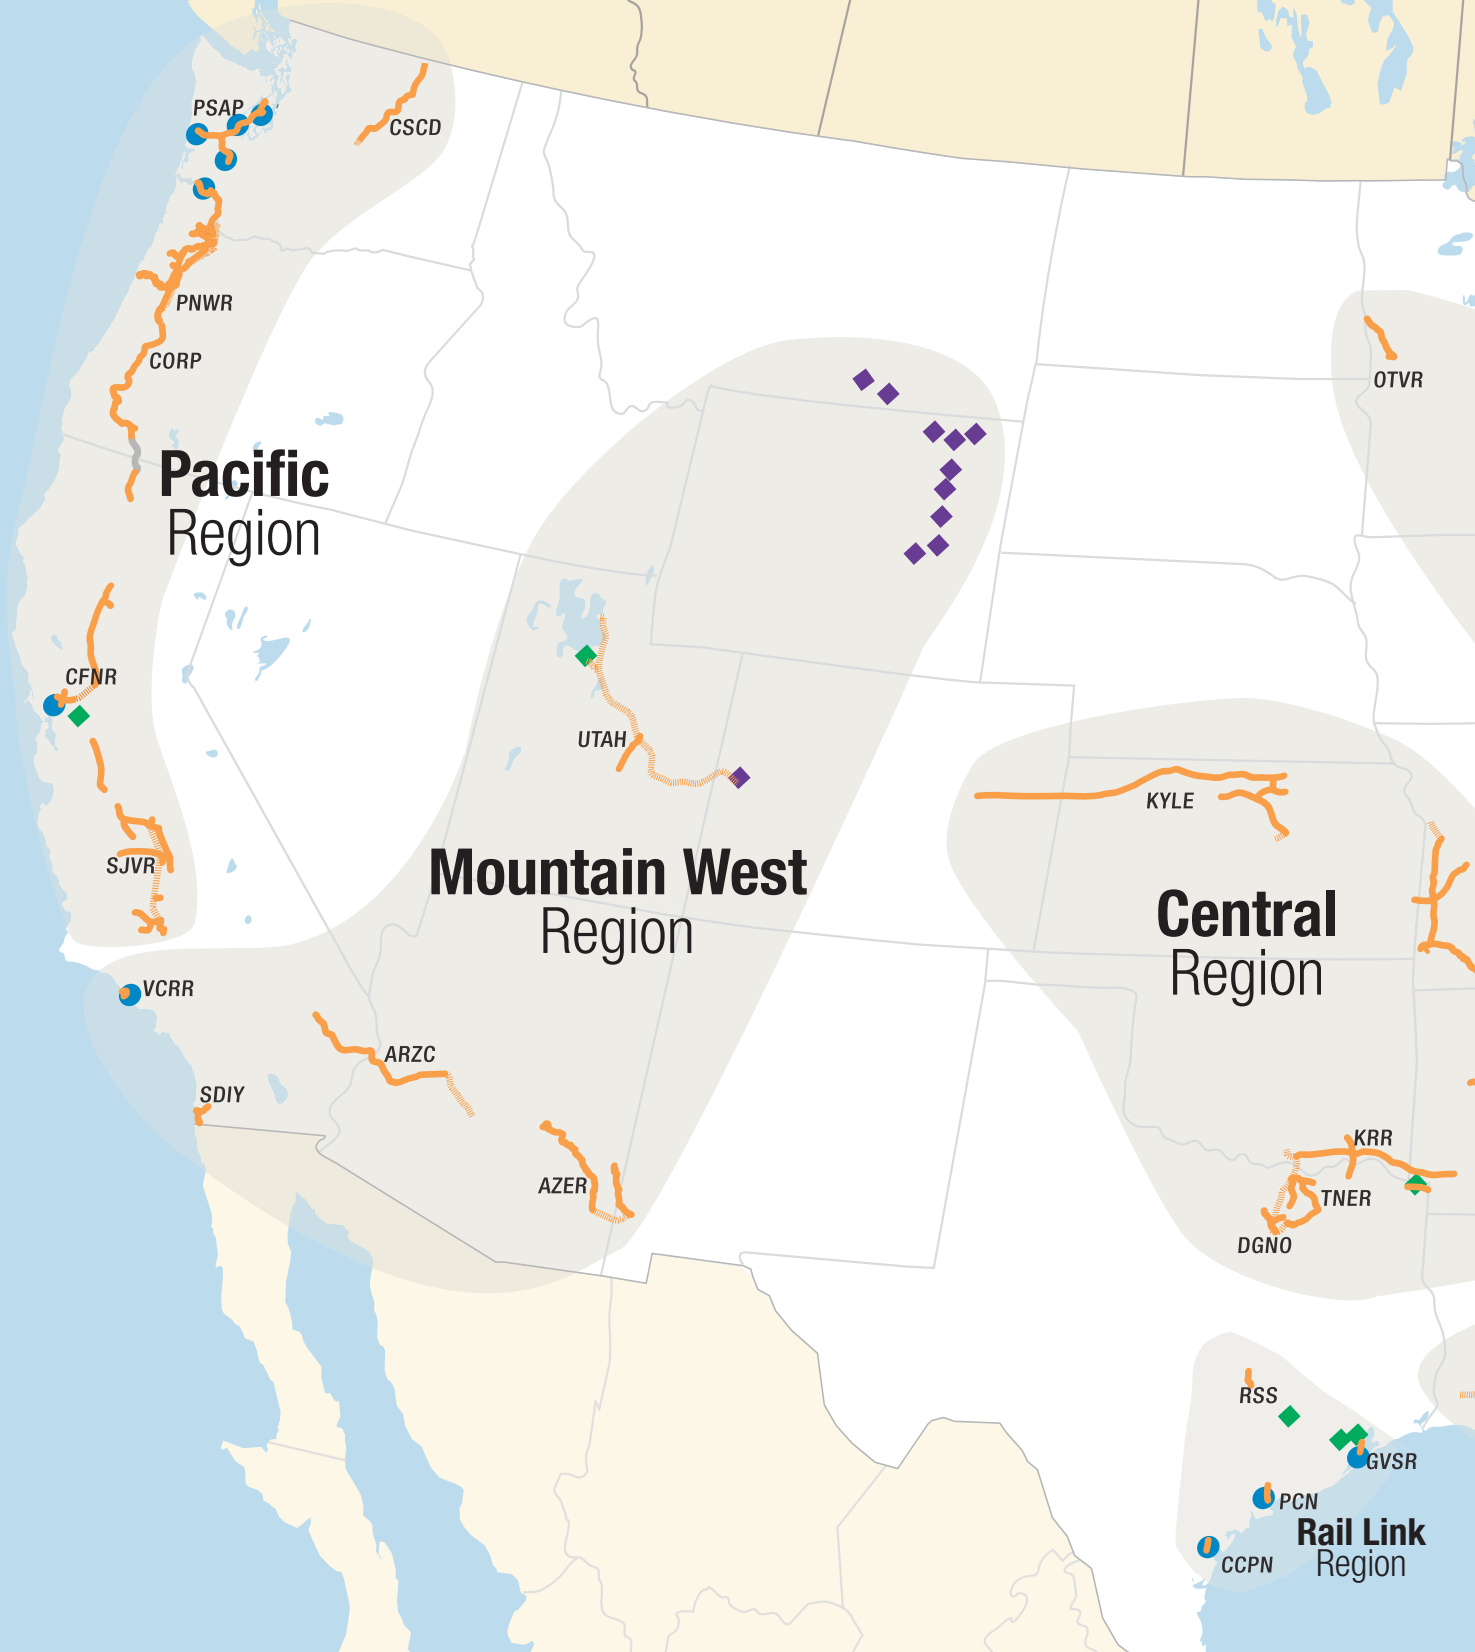 PSAP
CSCD
PNWR
CORP
OTVR
Pacific
Region
CFNR
UTAH
KYLE
SJVR
Mountain West
Region
Central
Region
VCRR
ARZC
SDIY
KRR
AZER
TNER
DGNO
RSS
GVSR
PCN
Rail Link
Region
CCPN